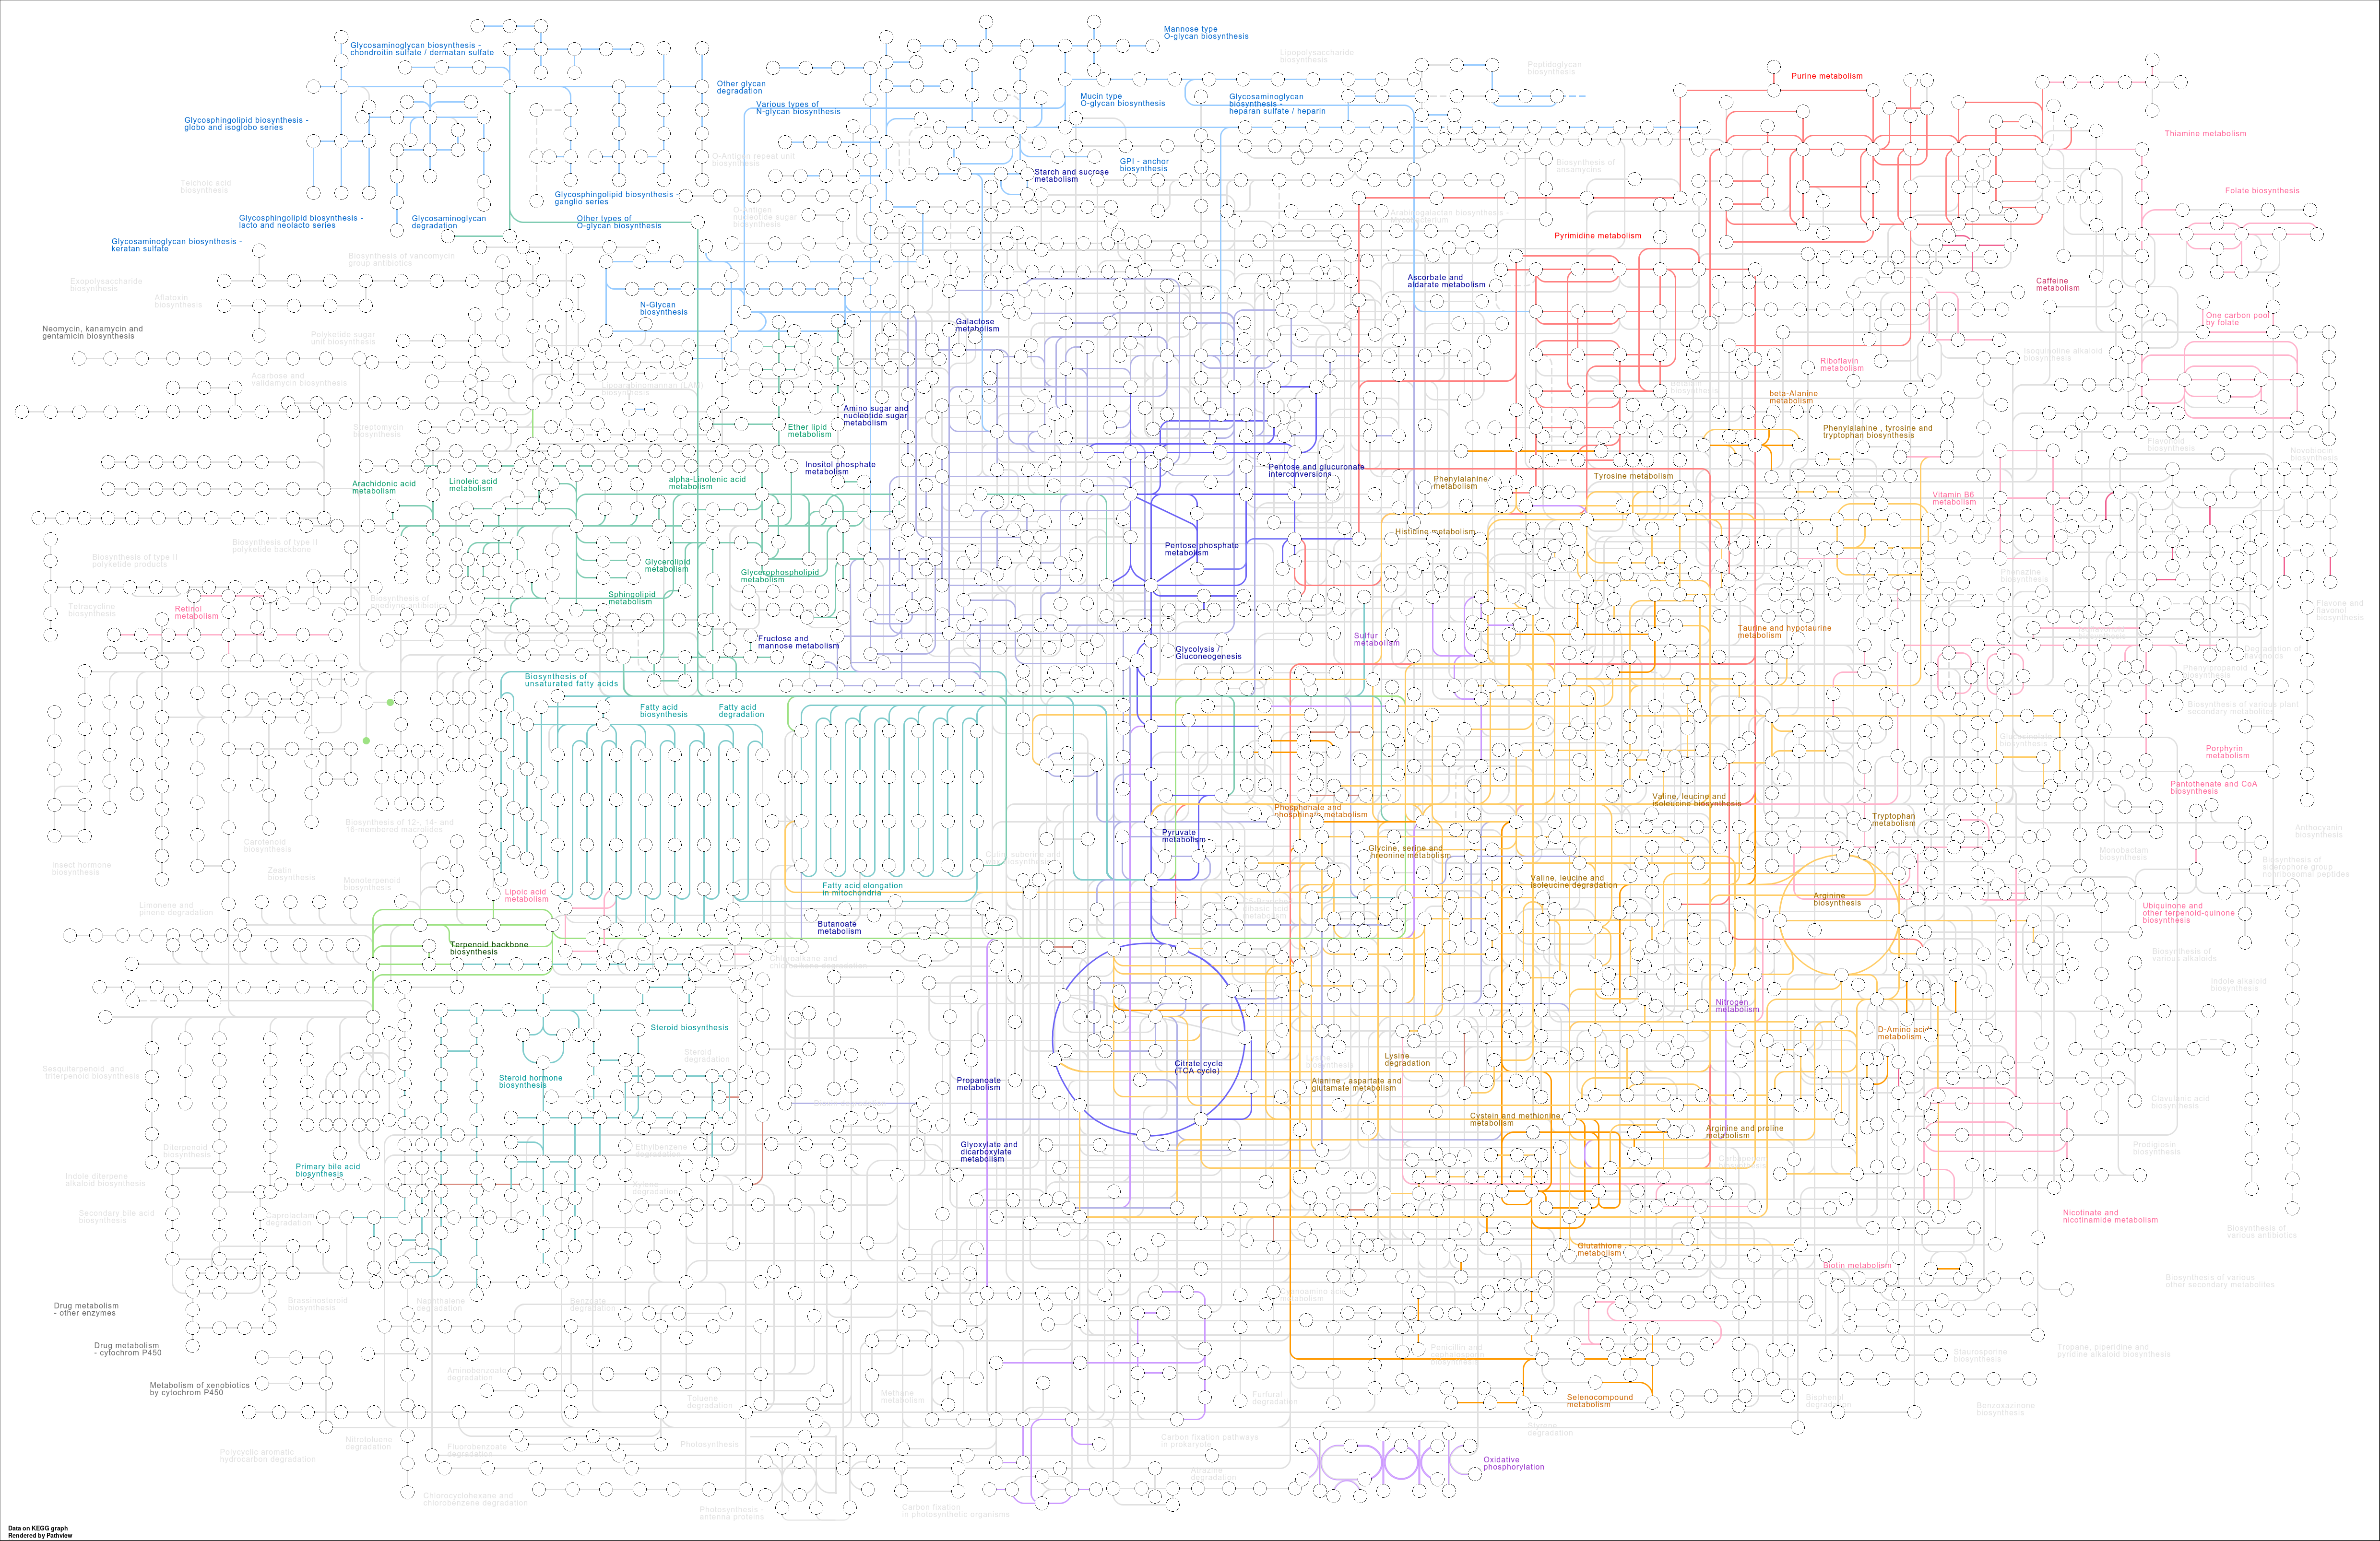 Mannose type
O-glycan biosynthesis
Glycosaminoglycan biosynthesis -
chondroitin sulfate / dermatan sulfate
Lipopolysaccharide
biosynthesis
Peptidoglycan
biosynthesis
Purine metabolism
Other glycan
degradation
Various types of
N-glycan biosynthesis
Mucin type
O-glycan biosynthesis
Glycosaminoglycan
biosynthesis -
heparan sulfate / heparin
Glycosphingolipid biosynthesis -
globo and isoglobo series
Thiamine metabolism
O-Antigen repeat unit
biosynthesis
GPI - anchor
biosynthesis
Biosynthesis of
ansamycins
Starch and sucrose
metabolism
Teichoic acid
biosynthesis
Folate biosynthesis
Glycosphingolipid biosynthesis -
ganglio series
Glycosphingolipid biosynthesis -
lacto and neolacto series
Glycosaminoglycan
degradation
Other types of
O-glycan biosynthesis
O-Antigen
nucleotide sugar
biosynthesis
Arabinogalactan biosynthesis -
Glycosaminoglycan biosynthesis -
keratan sulfate
Pyrimidine metabolism
Biosynthesis of vancomycin
group antibiotics
Exopolysaccharide
biosynthesis
Ascorbate and
aldarate metabolism
Caffeine
metabolism
Aflatoxin
biosynthesis
N-Glycan
biosynthesis
One carbon pool
by folate
Galactose
metabolism
Neomycin, kanamycin and
gentamicin biosynthesis
Polyketide sugar
unit biosynthesis
Isoquinoline alkaloid
biosynthesis
Riboflavin
metabolism
Acarbose and
validamycin biosynthesis
Lipoarabinomannan (LAM)
biosynthesis
beta-Alanine
metabolism
Amino sugar and
nucleotide sugar
metabolism
Streptomycin
biosynthesis
Ether lipid
metabolism
Phenylalanine , tyrosine and
tryptophan biosynthesis
Flavonoid
biosynthesis
Novobiocin
biosynthesis
Inositol phosphate
metabolism
Pentose and glucuronate
interconversions
Arachidonic acid
metabolism
Linoleic acid
metabolism
alpha-Linolenic acid
metabolism
Phenylalanine
metabolism
Tyrosine metabolism
Vitamin B6
metabolism
Histidine metabolism
Biosynthesis of type II
polyketide backbone
Biosynthesis of type II
polyketide products
Pentose phosphate
metabolism
Glycerolipid
metabolism
Glycerophospholipid
metabolism
Phenazine
biosynthesis
Sphingolipid
metabolism
Biosynthesis of
enediyne antibiotics
Tetracycline
biosynthesis
Retinol
metabolism
Flavone and
flavonol
biosynthesis
Taurine and hypotaurine
metabolism
Fructose and
mannose metabolism
Sulfur
metabolism
Glycolysis /
Gluconeogenesis
Degradation of
flavonoids
Phenylpropanoid
biosynthesis
Biosynthesis of
unsaturated fatty acids
Fatty acid
biosynthesis
Fatty acid
degradation
Biosynthesis of various plant
secondary metabolites
Glucosinolate
biosynthesis
Porphyrin
metabolism
Pantothenate and CoA
biosynthesis
Valine, leucine and
isoleucine biosynthesis
Phosphonate and
phosphinate metabolism
Tryptophan
metabolism
Biosynthesis of 12-, 14- and
16-membered macrolides
Pyruvate
metabolism
Anthocyanin
biosynthesis
Carotenoid
biosynthesis
Glycine, serine and
threonine metabolism
Monobactam
biosynthesis
Cutin, suberine and
Biosynthesis of
siderophore group
nonribosomal peptides
Insect hormone
biosynthesis
Zeatin
biosynthesis
Monoterpenoid
biosynthesis
Fatty acid elongation
in mitochondria
Valine, leucine and
isoleucine degradation
Lipoic acid
metabolism
Arginine
biosynthesis
Limonene and
pinene degradation
Ubiquinone and
other terpenoid-quinone
biosynthesis
Butanoate
metabolism
Terpenoid backbone
biosynthesis
Biosynthesis of
various alkaloids
Chloroalkane and
chloroalkene degradation
Indole alkaloid
biosynthesis
Nitrogen
metabolism
Steroid biosynthesis
D-Amino acid
metabolism
Steroid
degradation
Lysine
biosynthesis
Lysine
degradation
Citrate cycle
(TCA cycle)
Sesquiterpenoid and
triterpenoid biosynthesis
Steroid hormone
biosynthesis
Propanoate
metabolism
Alanine , aspartate and
glutamate metabolism
Clavulanic acid
biosynthesis
Cystein and methionine
metabolism
Arginine and proline
metabolism
Glyoxylate and
dicarboxylate
metabolism
Diterpenoid
biosynthesis
Ethylbenzene
degradation
Prodigiosin
biosynthesis
Carbapenem
biosynthesis
Primary bile acid
biosynthesis
Indole diterpene
alkaloid biosynthesis
Xylene
degradation
Secondary bile acid
biosynthesis
Caprolactam
degradation
Nicotinate and
nicotinamide metabolism
Biosynthesis of
various antibiotics
Glutathione
metabolism
Biotin metabolism
Biosynthesis of various
other secondary metabolites
Drug metabolism
- other enzymes
Brassinosteroid
biosynthesis
Naphthalene
degradation
Benzoate
degradation
Drug metabolism
- cytochrom P450
Penicillin and
cephalosporin
biosynthesis
Staurosporine
biosynthesis
Tropane, piperidine and
pyridine alkaloid biosynthesis
Aminobenzoate
degradation
Metabolism of xenobiotics
by cytochrom P450
Toluene
degradation
Methane
metabolism
Furfural
degradation
Selenocompound
metabolism
Bisphenol
degradation
Benzoxazinone
biosynthesis
Styrene
degradation
Nitrotoluene
degradation
Fluorobenzoate
degradation
Photosynthesis
Carbon fixation pathways
in prokaryote
Polycyclic aromatic
hydrocarbon degradation
Oxidative
phosphorylation
Atrazine
degradation
Chlorocyclohexane and
chlorobenzene degradation
Photosynthesis -
antenna proteins
Carbon fixation
in photosynthetic organisms
Data on KEGG graph
Rendered by Pathview